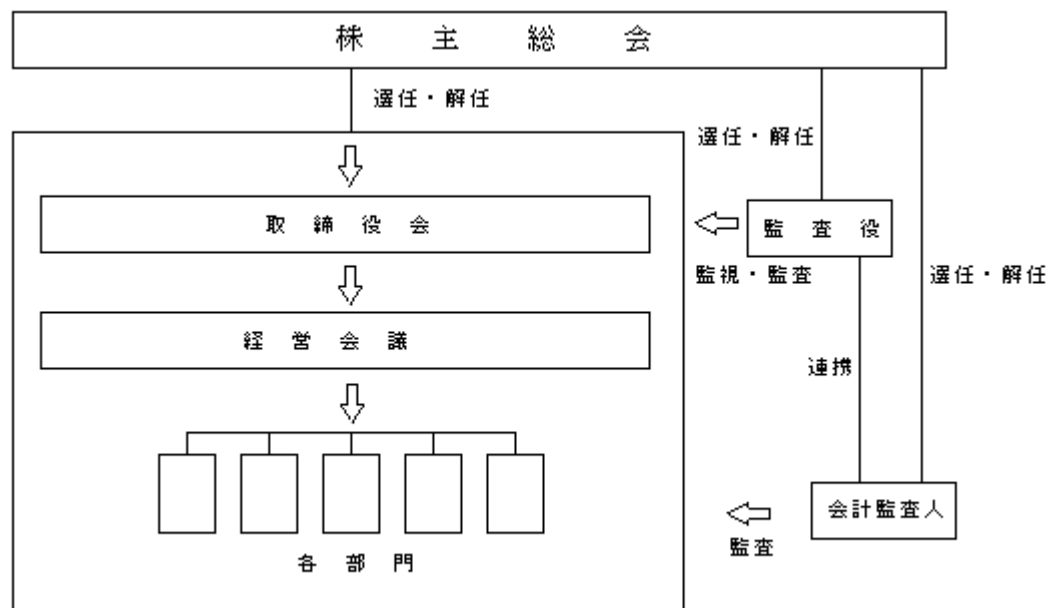 株主総会
選任・解任
選任・解任
取締役会
監査役
監視・監査
選任・解任
経営会議
連携
会計監査人
監査
各部門